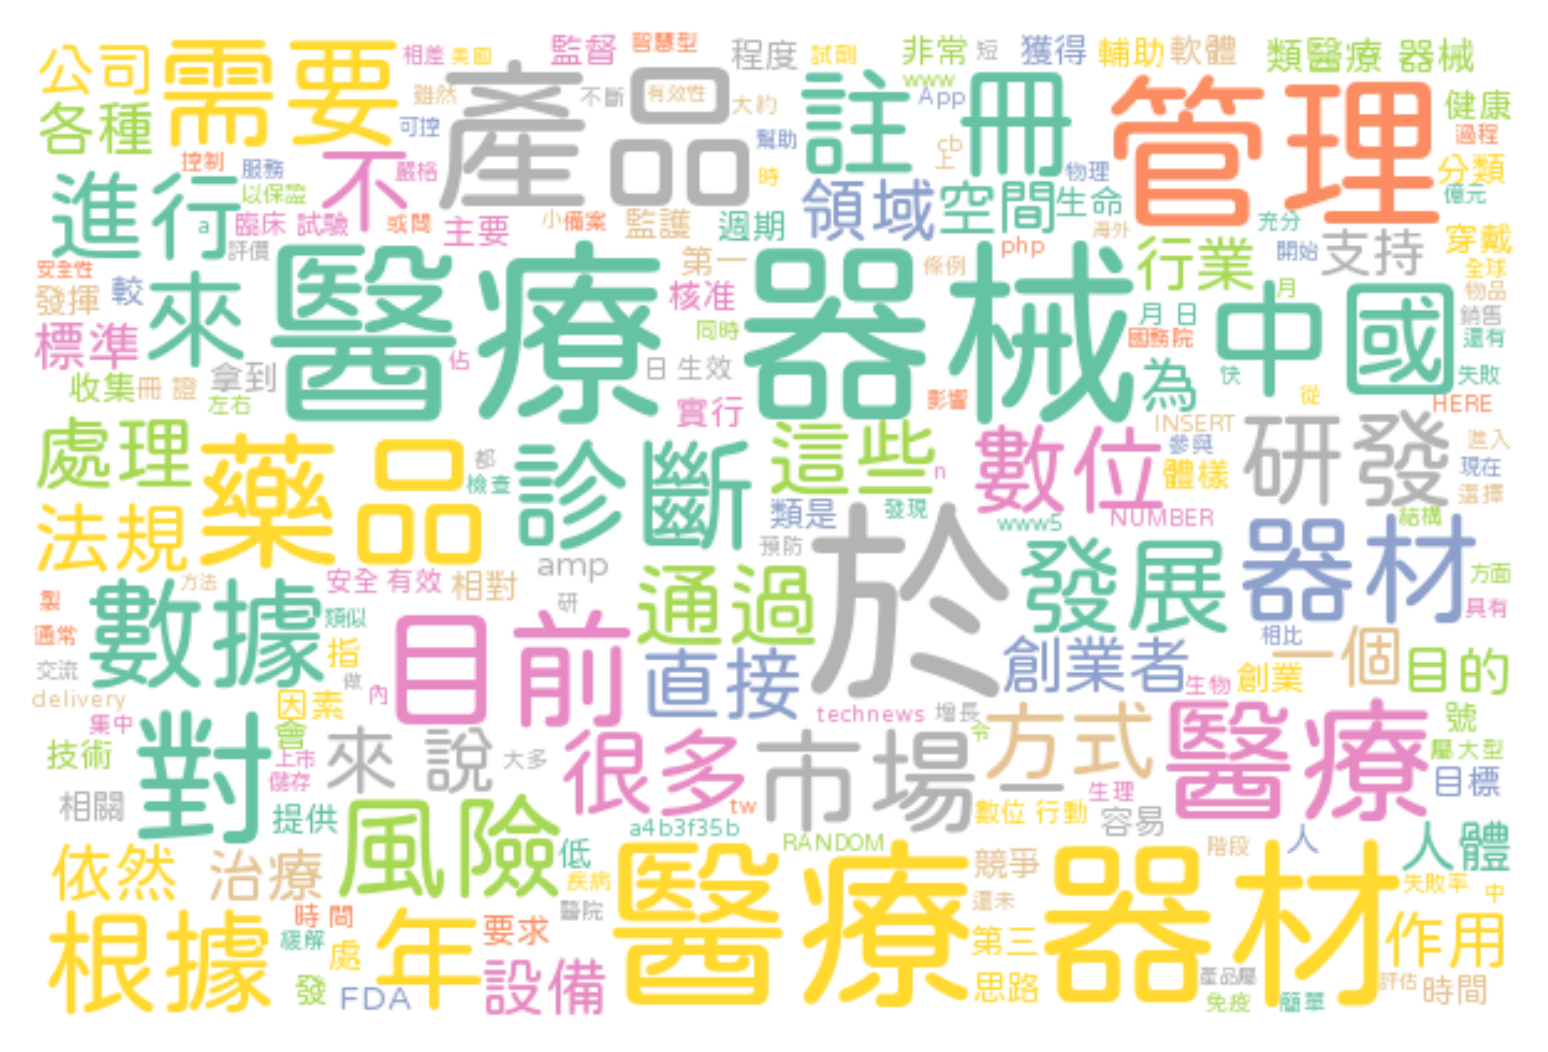 公司 需要 相差 美國 監督 智慧型 程度 試劑 非常 短 獲得 輔助 軟體 類醫療 器械
各種 雖然 產品 不斷 有效性 大約 註冊 www App 管理 健康
可控 幫助 cb 上 過程
控制 服務 不 嚴格 時 物理 分類
進行 以保證 領域 空間 生命 億元
a 臨床 試驗 或間 主要 小 備案 監護 週期 海外 充分 穿戴
評價 php 行業 開始 支持
安全性 較 來 醫療 器械 第一 條例 全球
發揮 核准 月 中國 物品
標準 同時 月 日 國務院 銷售 還有
收集 冊 證 拿到 佔 日 生效 為 快 失敗
左右 實行 影響 從 HERE
處理 藥品 都 診斷 這些 數位 INSERT 參與 研發 進入
檢查 n 體樣 現在 選擇
法規 類是 發現 www5 NUMBER 器材 結構
amp 預防 於 發展
數據 方法 安全 有效 相對 通過 方面
製 類似 研 目前 具有
通常 指 直接 創業者 相比 一個 目的
交流 做 生物 創業
delivery 因素 內 technews 增長 號
集中 會 令 方式 醫療
技術 對 上市 來 說 大多 很多 市場 一 屬大型
儲存 生理 目標
相關 提供 風險 tw 數位 行動 容易
a4b3f35b RANDOM 人 人體
依然 治療 低 醫療 器材 競爭 階段
疾病 還未 失敗率 中
根據 時 間 年 要求 醫院 第三 作用
緩解 處
發 FDA 設備 思路 產品屬 評估 時間
免疫 簡單